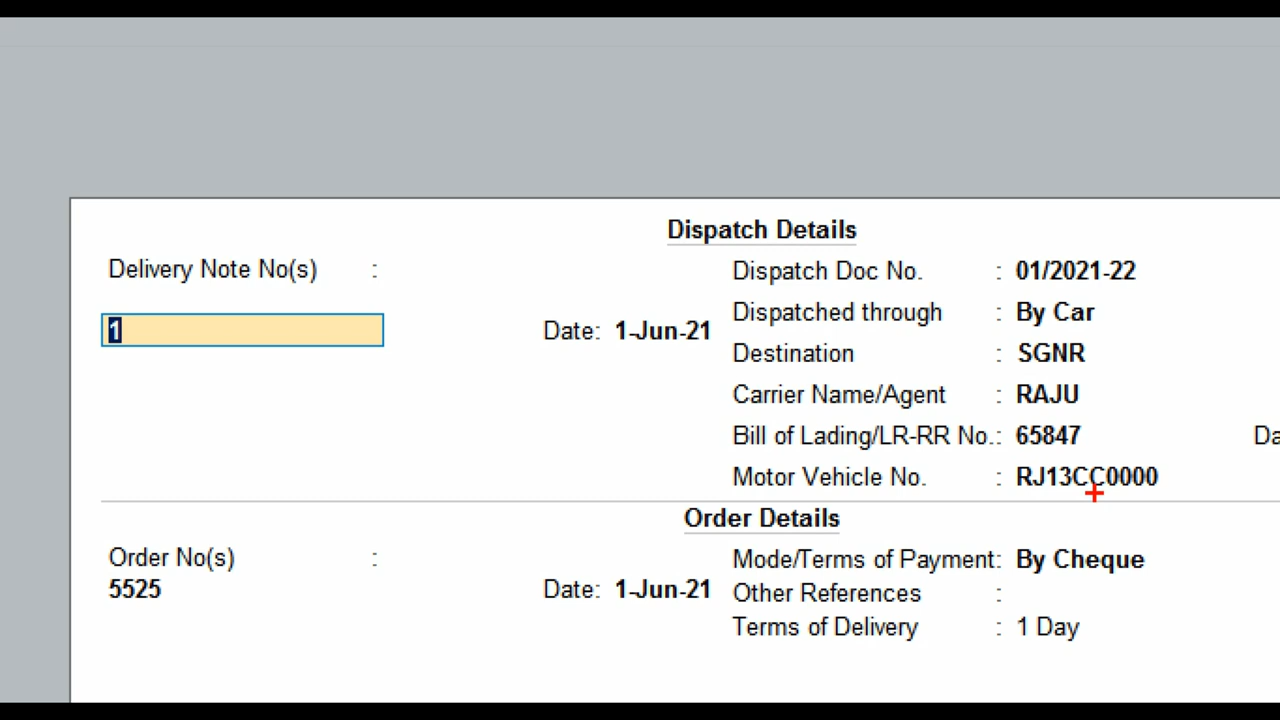 Dispatch Details
Delivery Note No(s) :
1 Date: 1-Jun-21
Dispatch Doc No. : 01/2021-22
Dispatched through : By Car
Destination : SGNR
Carrier Name/Agent : RAJU
Bill of Lading/LR-RR No.: 65847 Da
Motor Vehicle No. : RJ13CC0000
Order Details
Order No(s) :
5525 Date: 1-Jun-21
Mode/Terms of Payment: By Cheque
Other References :
Terms of Delivery : 1 Day